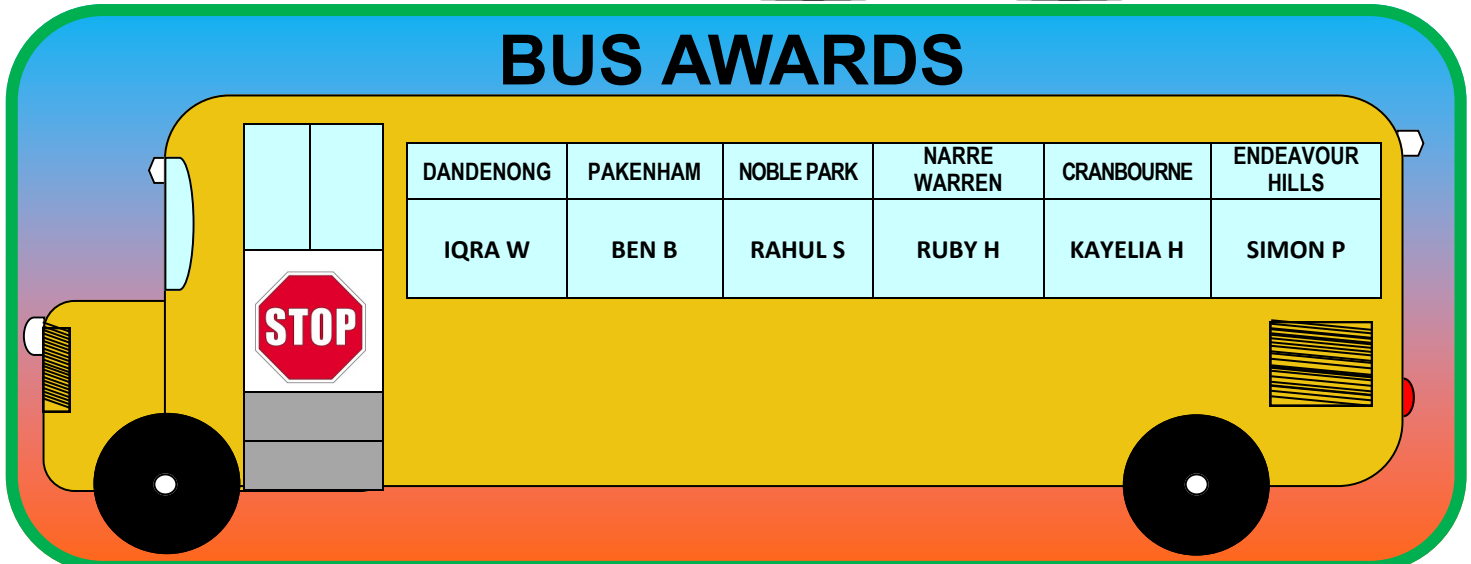 BUS AWARDS
DANDENONG PAKENHAM NOBLE PARK NARRE WARREN CRANBOURNE ENDEAVOUR HILLS
IQRA W BEN B RAHUL S RUBY H KAYELIA H SIMON P
STOP